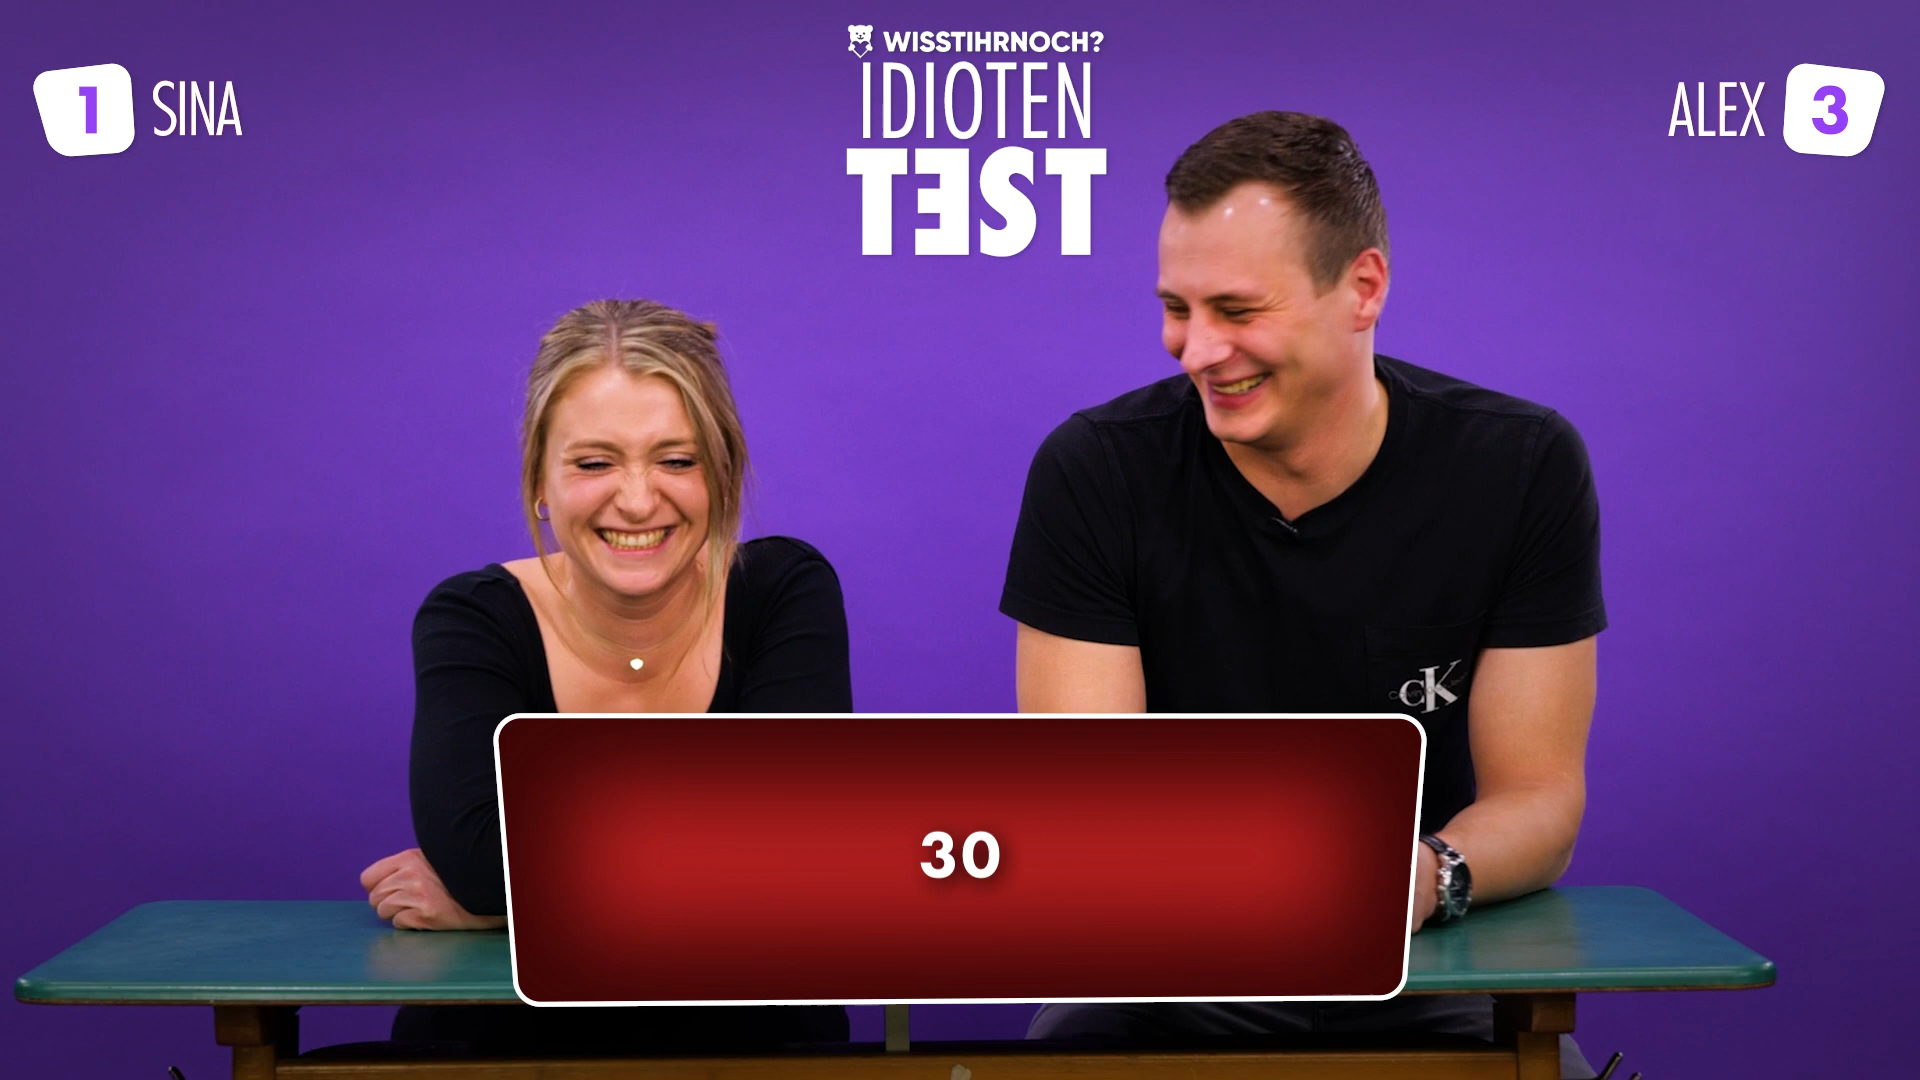 WISSTIHRNOCH?
IDIOTEN
TEST
1 SINA
ALEX 3
CK
30